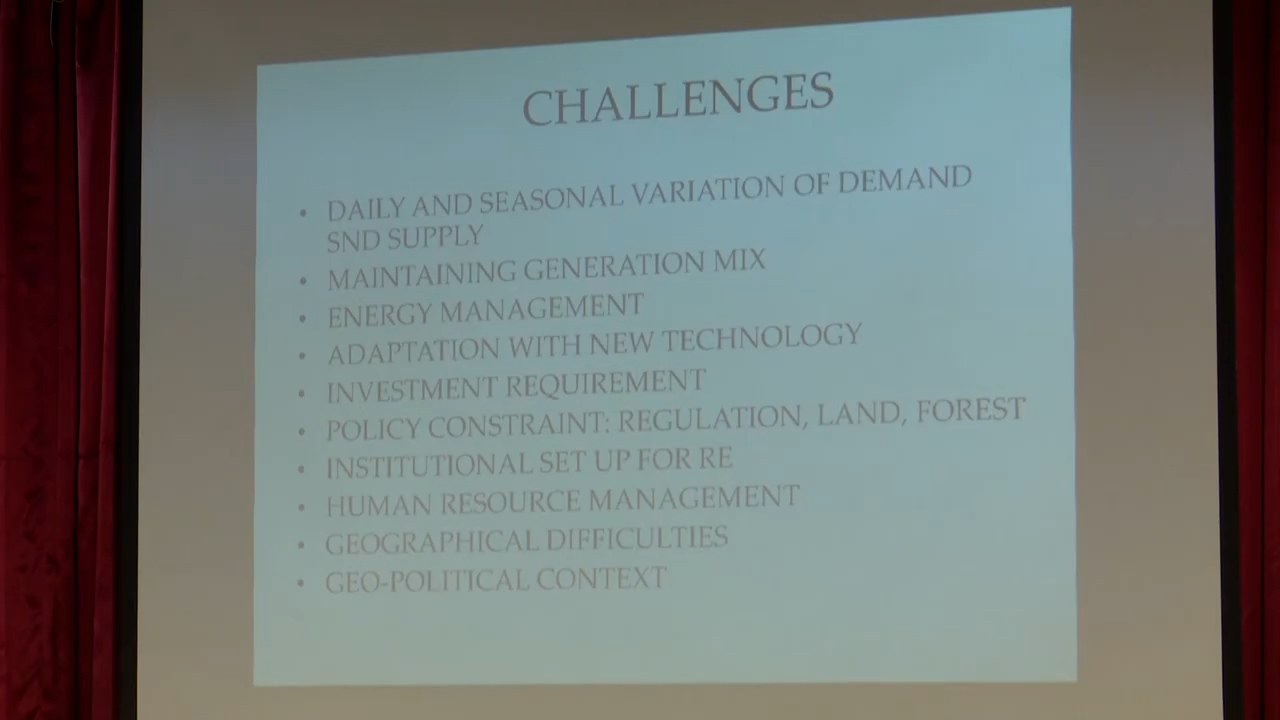 CHALLENGES
• DAILY AND SEASONAL VARIATION OF DEMAND
SND SUPPLY
• MAINTAINING GENERATION MIX
• ENERGY MANAGEMENT
• ADAPTATION WITH NEW TECHNOLOGY
• INVESTMENT REQUIREMENT
• POLICY CONSTRAINT: REGULATION, LAND, FOREST
• INSTITUTIONAL SET UP FOR RE
• HUMAN RESOURCE MANAGEMENT
• GEOGRAPHICAL DIFFICULTIES
• GEO-POLITICAL CONTEXT